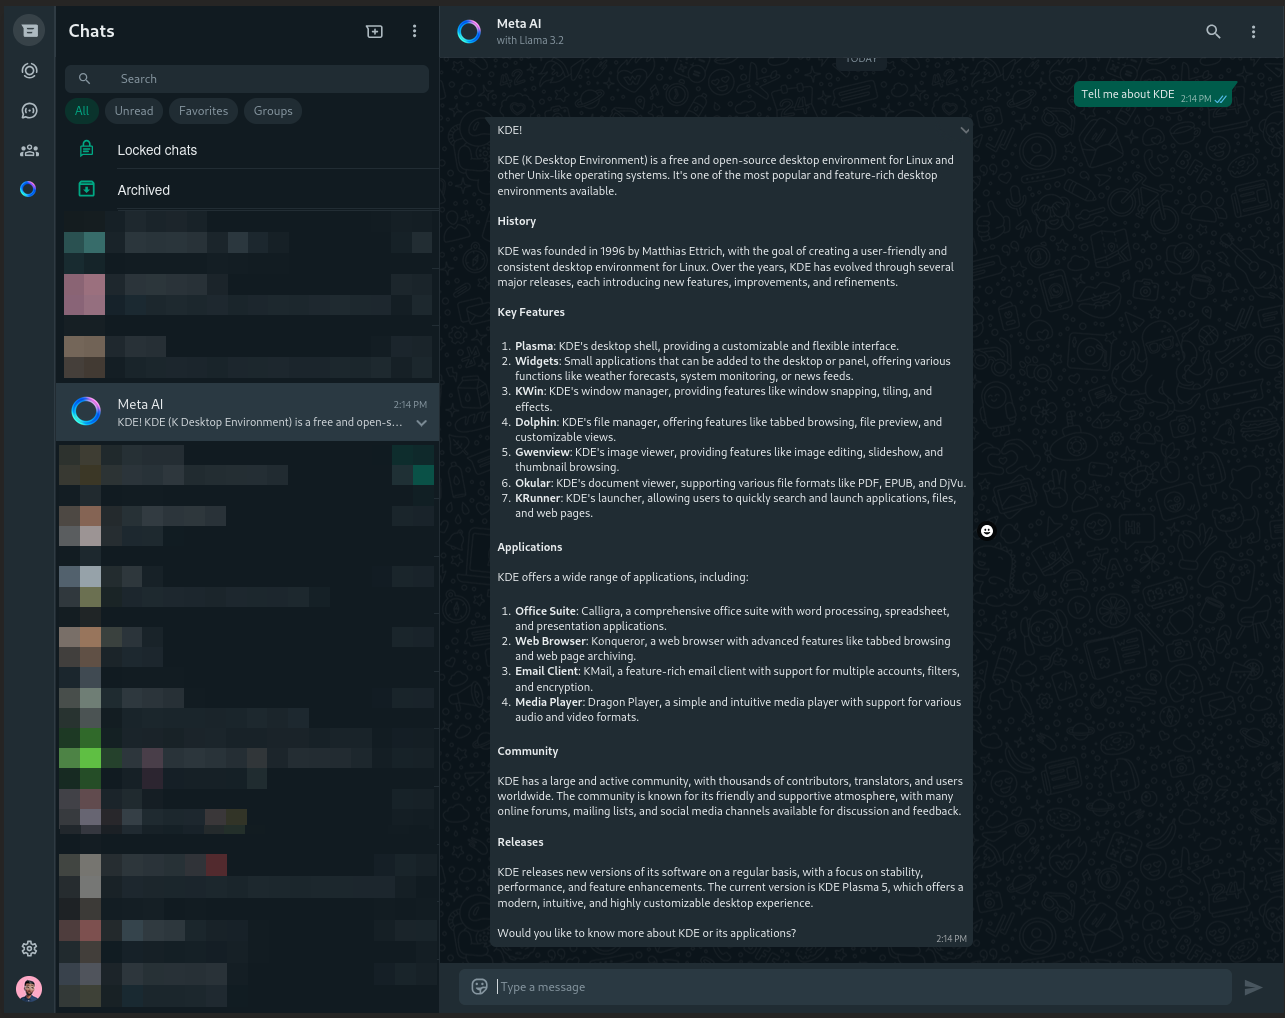 Chats
Search
All
Unread
Favorites
Groups
Locked chats
Archived
Meta AI
2:14 PM
KDE! KDE (K Desktop Environment) is a free and open-s...
Meta AI
with Llama 3.2
TODAY
Tell me about KDE
2:14 PM
KDE!
KDE (K Desktop Environment) is a free and open-source desktop environment for Linux and
other Unix-like operating systems. It's one of the most popular and feature-rich desktop
environments available.
History
KDE was founded in 1996 by Matthias Ettrich, with the goal of creating a user-friendly and
consistent desktop environment for Linux. Over the years, KDE has evolved through several
major releases, each introducing new features, improvements, and refinements.
Key Features
1. Plasma: KDE's desktop shell, providing a customizable and flexible interface.
2. Widgets: Small applications that can be added to the desktop or panel, offering various
functions like weather forecasts, system monitoring, or news feeds.
3. KWin: KDE's window manager, providing features like window snapping, tiling, and
effects.
4. Dolphin: KDE's file manager, offering features like tabbed browsing, file preview, and
customizable views.
5. Gwenview: KDE's image viewer, providing features like image editing, slideshow, and
thumbnail browsing.
6. Okular: KDE's document viewer, supporting various file formats like PDF, EPUB, and DjVu.
7. KRunner: KDE's launcher, allowing users to quickly search and launch applications, files,
and web pages.
Applications
KDE offers a wide range of applications, including:
1. Office Suite: Calligra, a comprehensive office suite with word processing, spreadsheet,
and presentation applications.
2. Web Browser: Konqueror, a web browser with advanced features like tabbed browsing
and web page archiving.
3. Email Client: KMail, a feature-rich email client with support for multiple accounts, filters,
and encryption.
4. Media Player: Dragon Player, a simple and intuitive media player with support for various
audio and video formats.
Community
KDE has a large and active community, with thousands of contributors, translators, and users
worldwide. The community is known for its friendly and supportive atmosphere, with many
online forums, mailing lists, and social media channels available for discussion and feedback.
Releases
KDE releases new versions of its software on a regular basis, with a focus on stability,
performance, and feature enhancements. The current version is KDE Plasma 5, which offers a
modern, intuitive, and highly customizable desktop experience.
Would you like to know more about KDE or its applications?
2:14 PM
Type a message